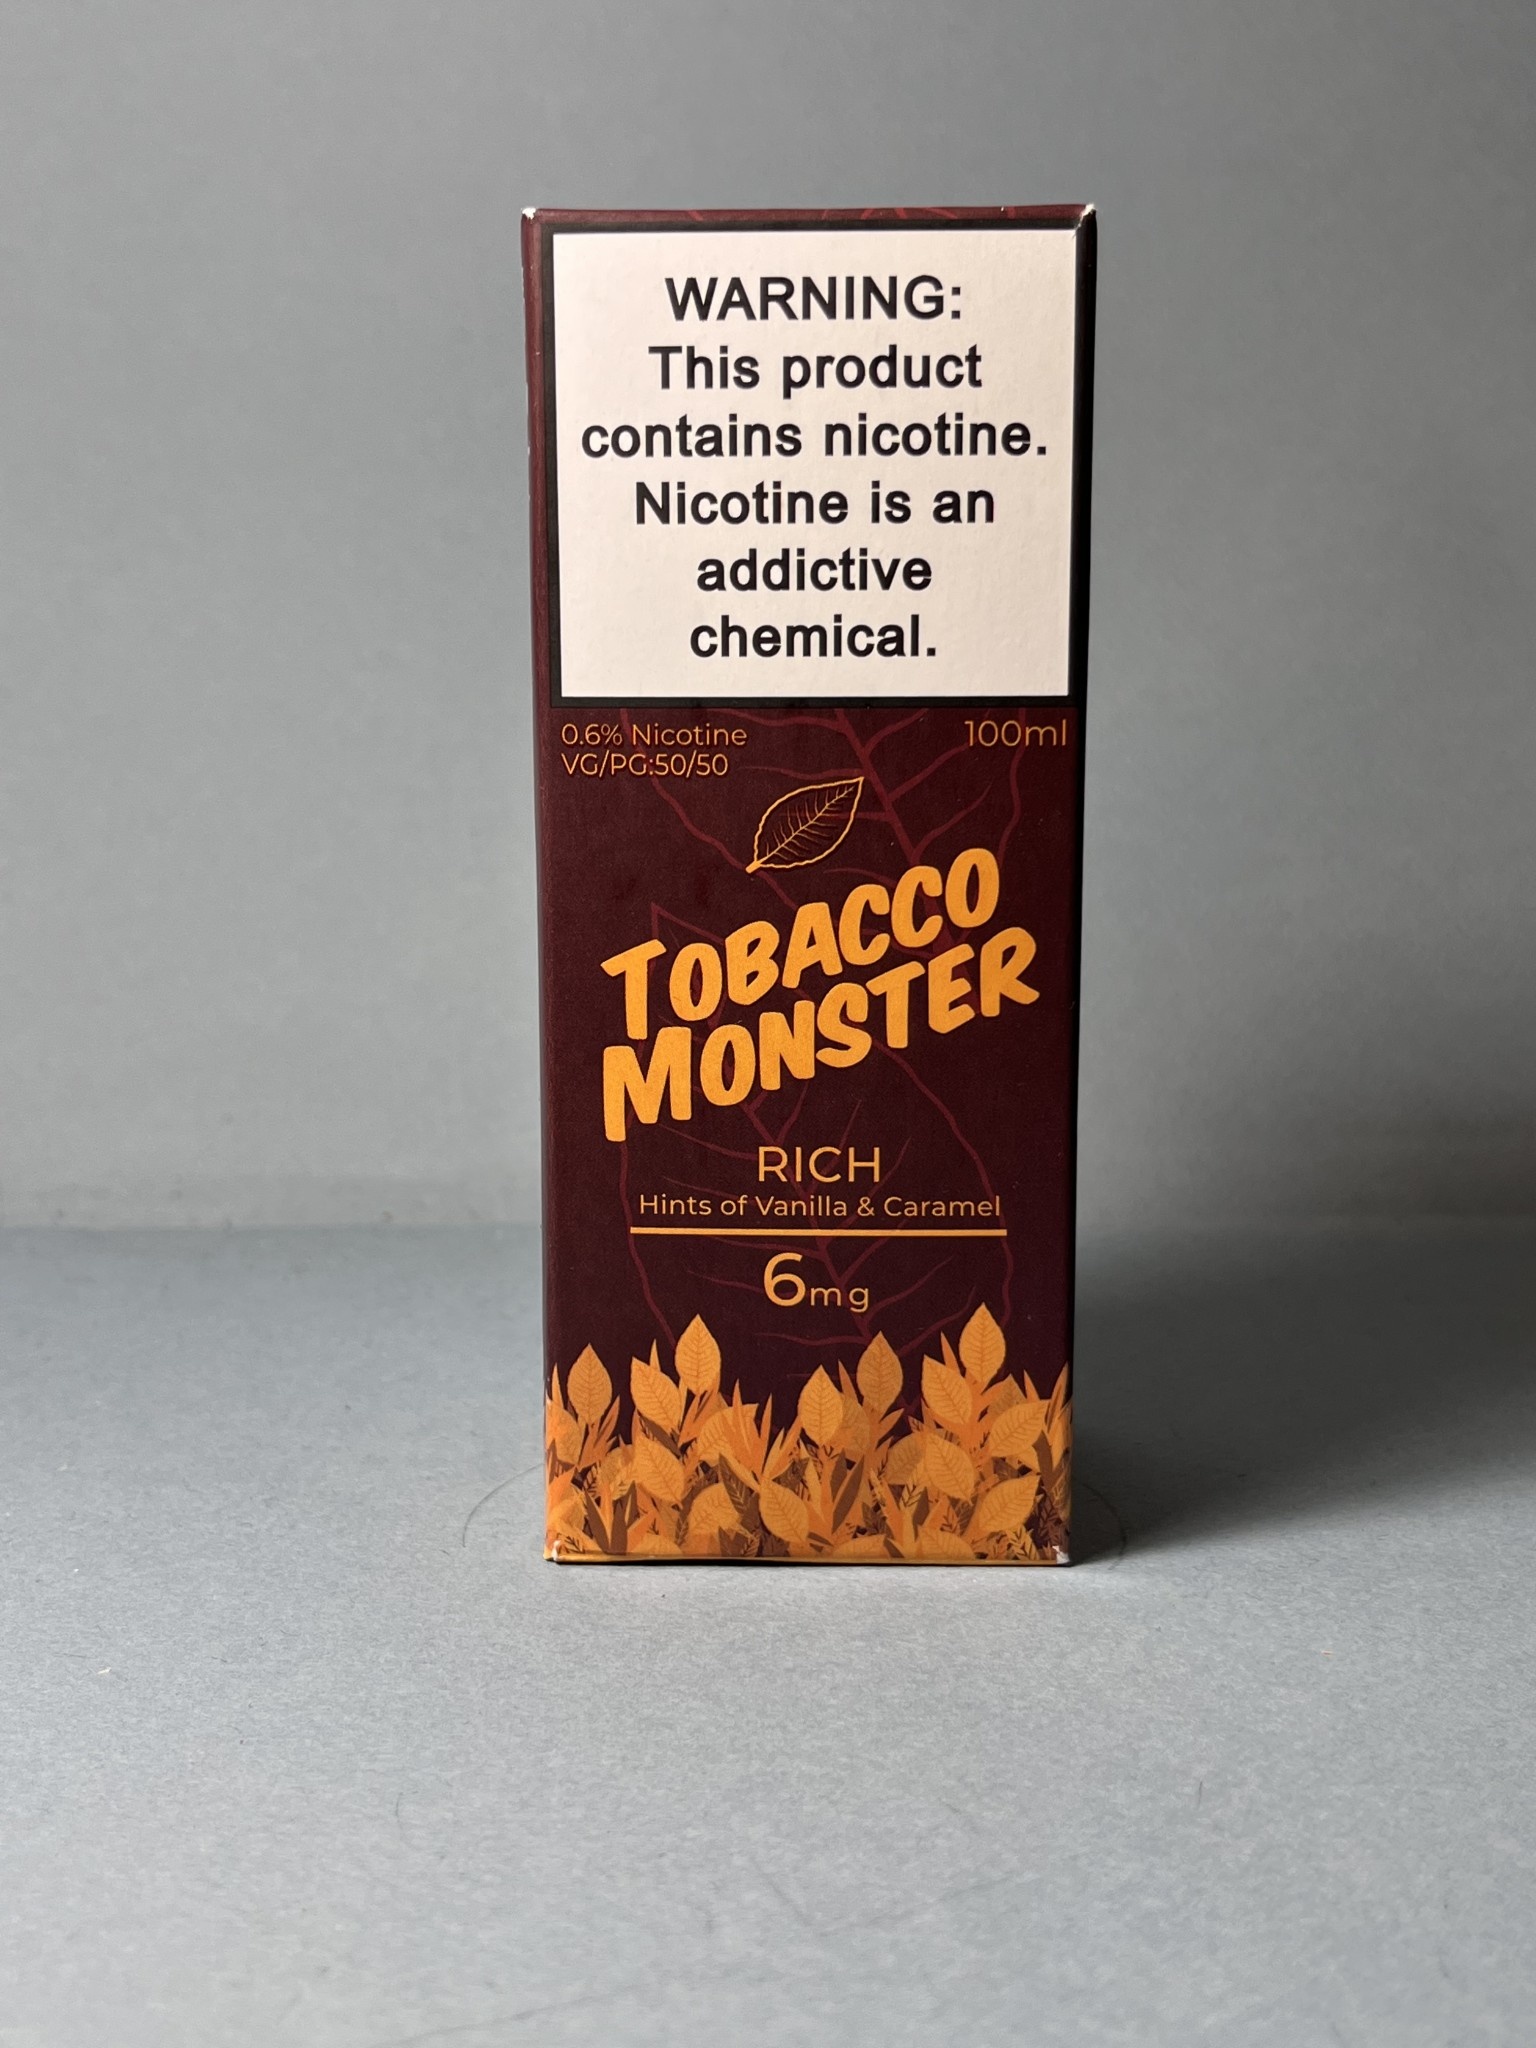 WARNING:
This product
contains nicotine.
Nicotine is an
addictive
chemical.
0.6% Nicotine
100ml
VG/PG:50/50
TOBACCO
MONSTER
RICH
Hints of Vanilla & Caramel
6mg